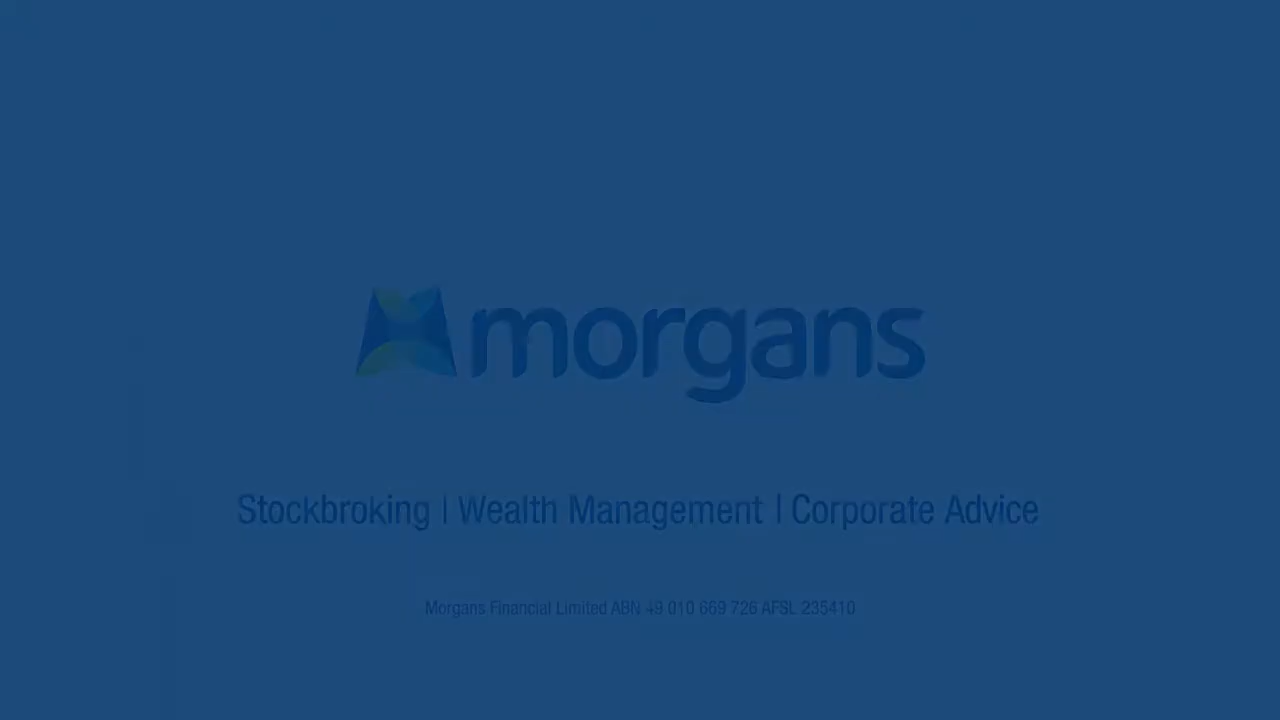 morgans
Stockbroking | Wealth Management | Corporate Advice
Morgans Financial Limited ABN 49 010 669 726 AFSL 235410